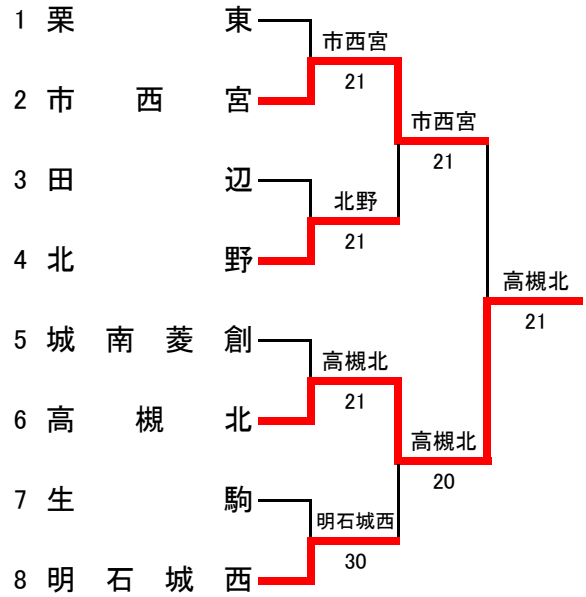 1 栗東
市西宮
21
2 市西宮
市西宮
21
3 田辺
北野
21
4 北野
高槻北
21
5 城南菱創
高槻北
21
6 高槻北
高槻北
20
7 生駒
明石城西
30
8 明石城西